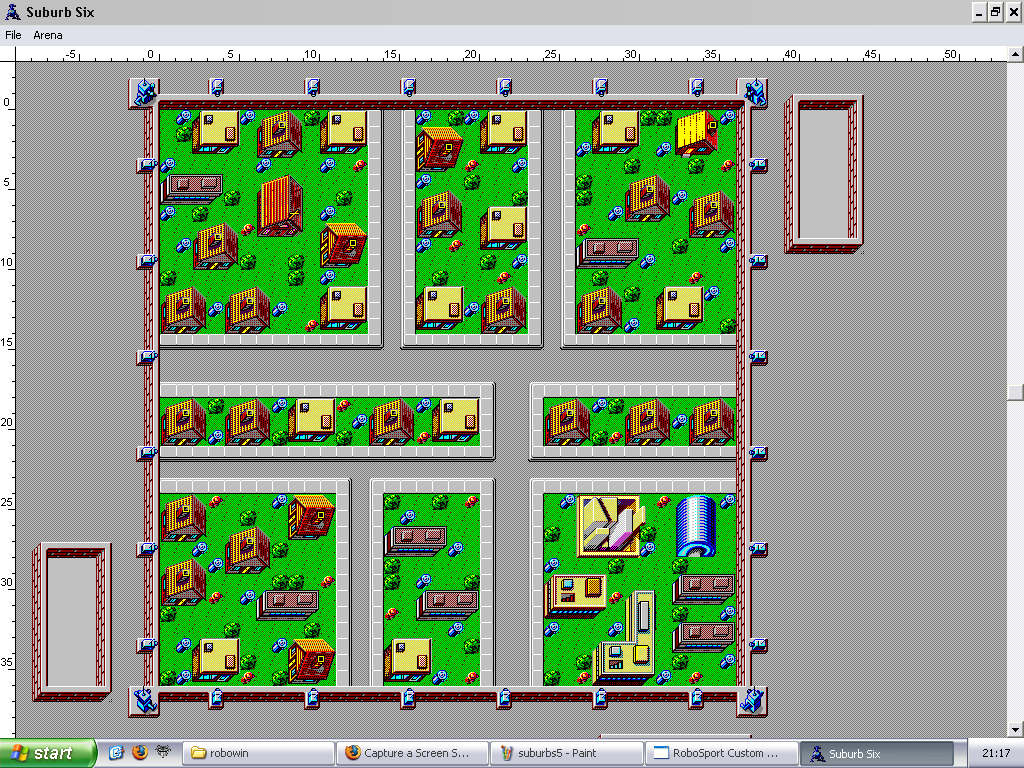 Suburb Six
File Arena
-5 0 5 10 15 20 25 30 35 40 45 50
0
5
10
15
20
25
30
35
start robowin Capture a Screen S... suburbs5 - Paint RoboSport Custom ... Suburb Six 21:17